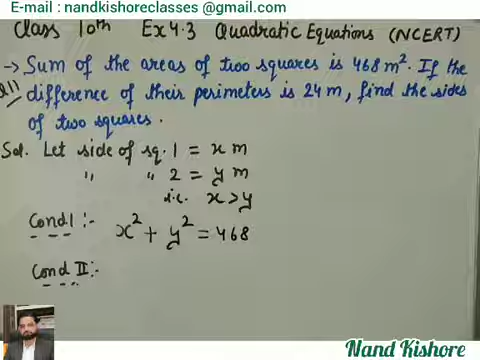 E-mail : nandkishoreclasses @gmail.com
Class 10th Ex 4.3 Quadratic Equations (NCERT)
→ Sum of the areas of two squares is 468 m². If the
Q11) difference of their perimeters is 24 m, find the sides
of two squares.
Sol. Let side of sq. 1 = x m
" " 2 = y m
i.e. x > y
Cond I :-
x² + y² = 468
Cond II :-
Nand Kishore